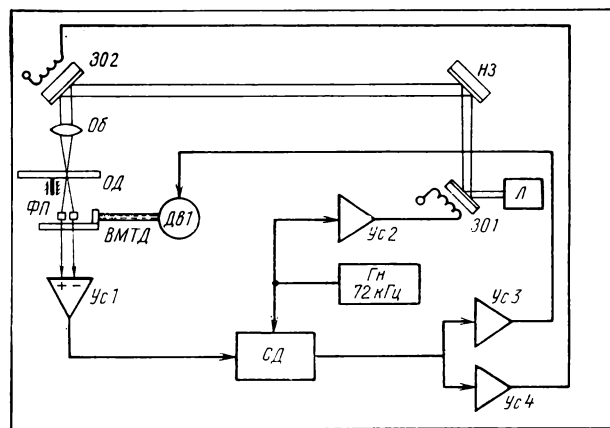 ЗО2
НЗ
Об
ОД
ФП
ДВ1
ВМТД
Л
ЗО1
Ус2
+ −
Ус1
Гн
72 кГц
Ус3
СД
Ус4